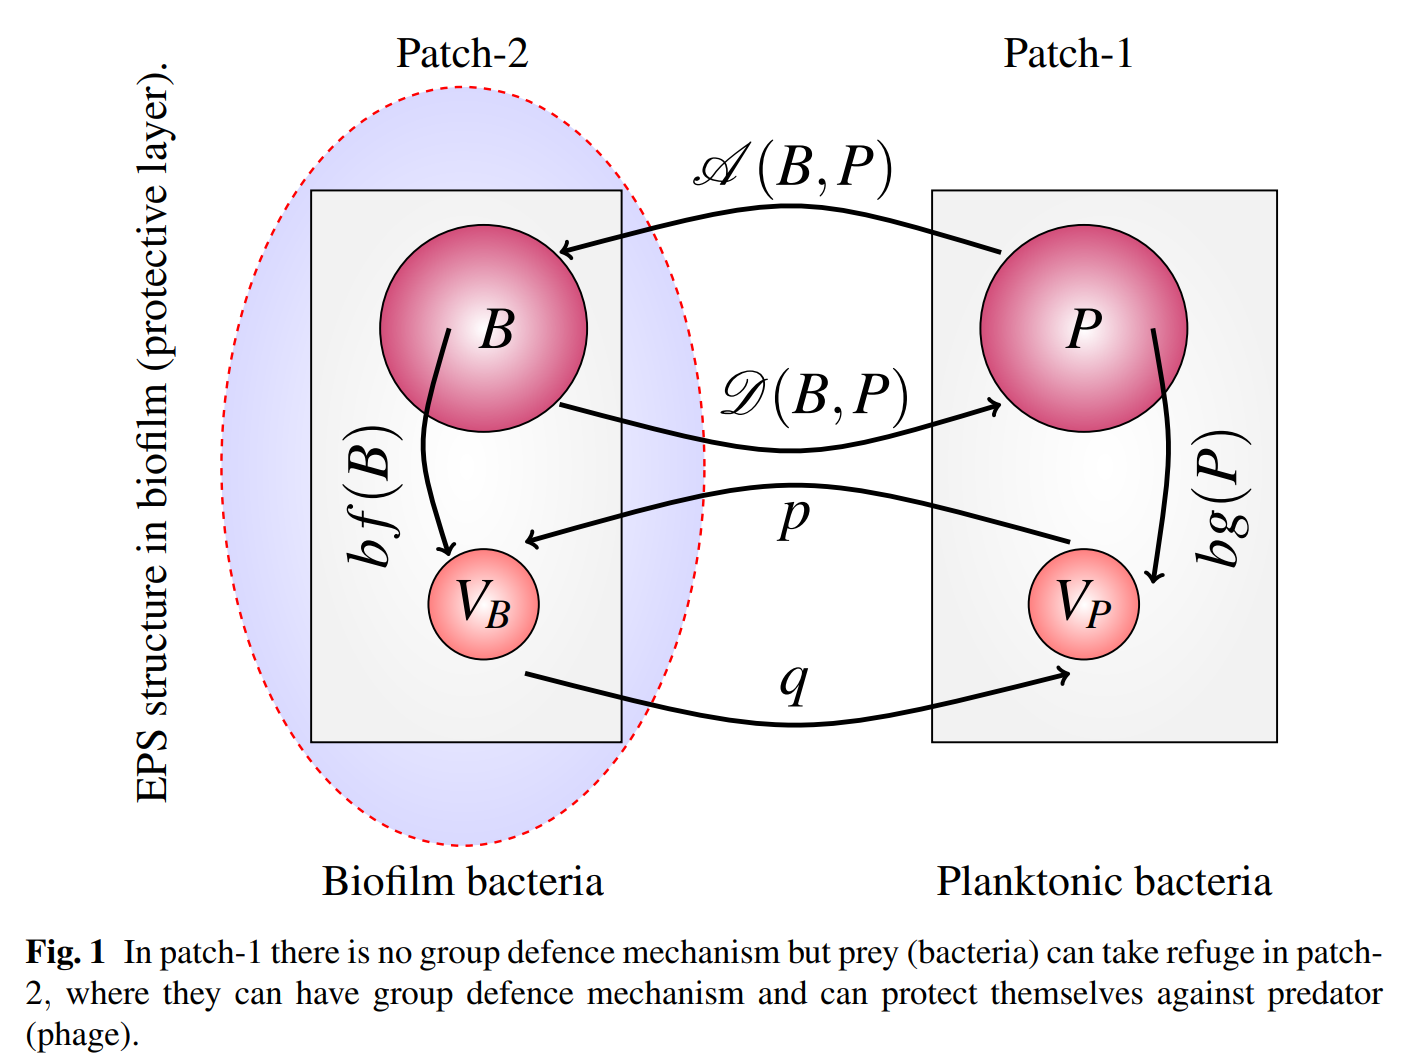 Patch-2
Patch-1
EPS structure in biofilm (protective layer).
𝒜(B,P)
B
P
𝒟(B,P)
bf(B)
bg(P)
p
V_B
V_P
q
Biofilm bacteria
Planktonic bacteria
Fig. 1 In patch-1 there is no group defence mechanism but prey (bacteria) can take refuge in patch-
2, where they can have group defence mechanism and can protect themselves against predator
(phage).